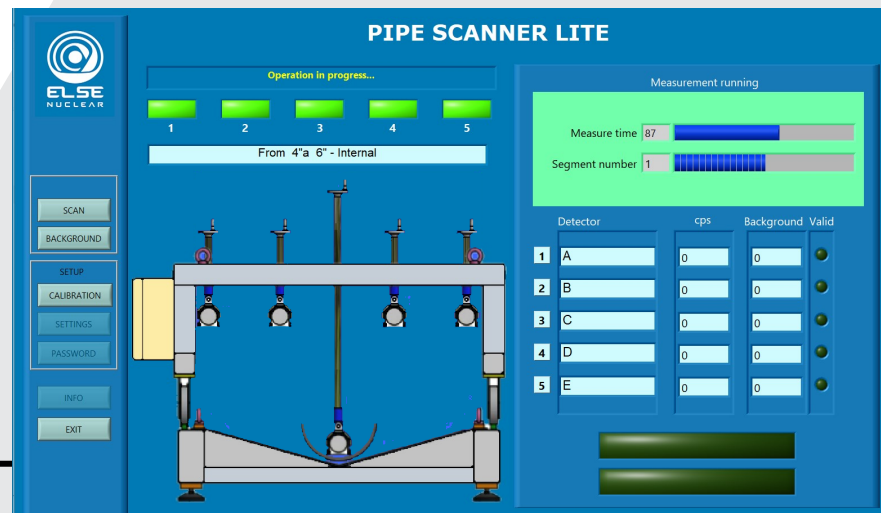 PIPE SCANNER LITE
ELSE
NUCLEAR
Operation in progress...
1 2 3 4 5
From 4"a 6" - Internal
SCAN
BACKGROUND
SETUP
CALIBRATION
SETTINGS
PASSWORD
INFO
EXIT
Measurement running
Measure time 87
Segment number 1
Detector cps Background Valid
1 A 0 0
2 B 0 0
3 C 0 0
4 D 0 0
5 E 0 0